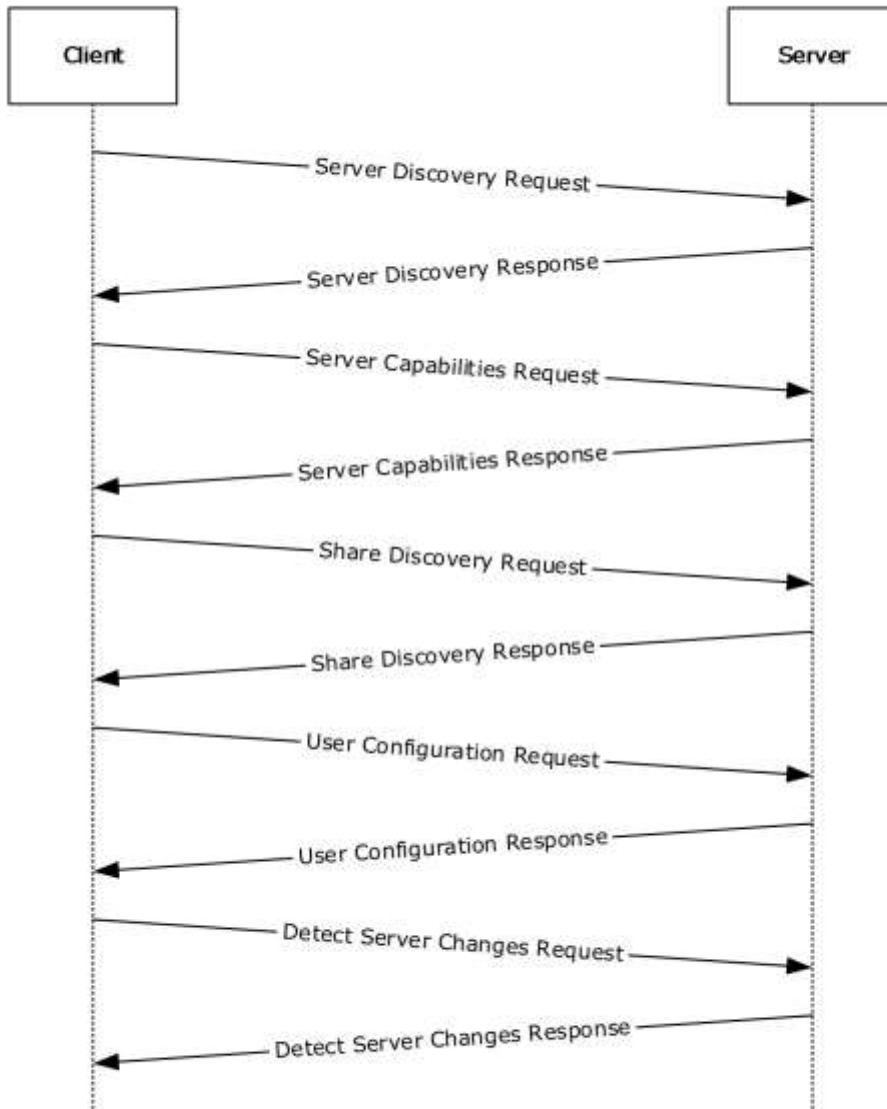 Client
Server
Server Discovery Request
Server Discovery Response
Server Capabilities Request
Server Capabilities Response
Share Discovery Request
Share Discovery Response
User Configuration Request
User Configuration Response
Detect Server Changes Request
Detect Server Changes Response